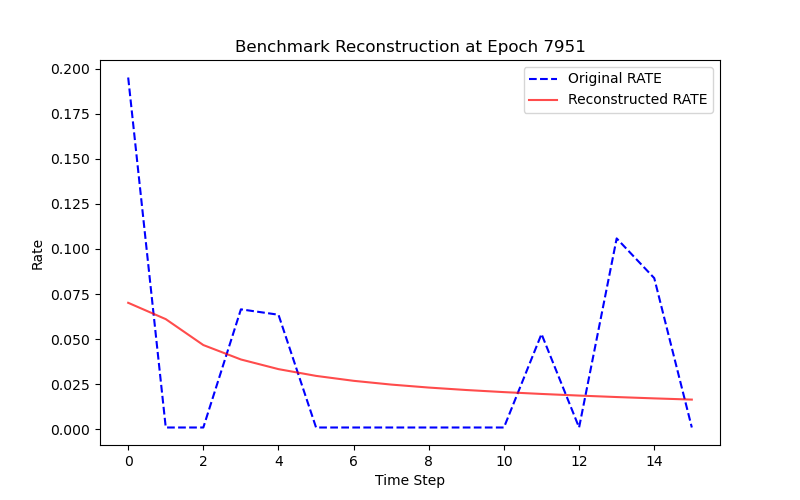 Benchmark Reconstruction at Epoch 7951
Original RATE
Reconstructed RATE
0.200
0.175
0.150
0.125
0.100
0.075
0.050
0.025
0.000
Rate
0 2 4 6 8 10 12 14
Time Step